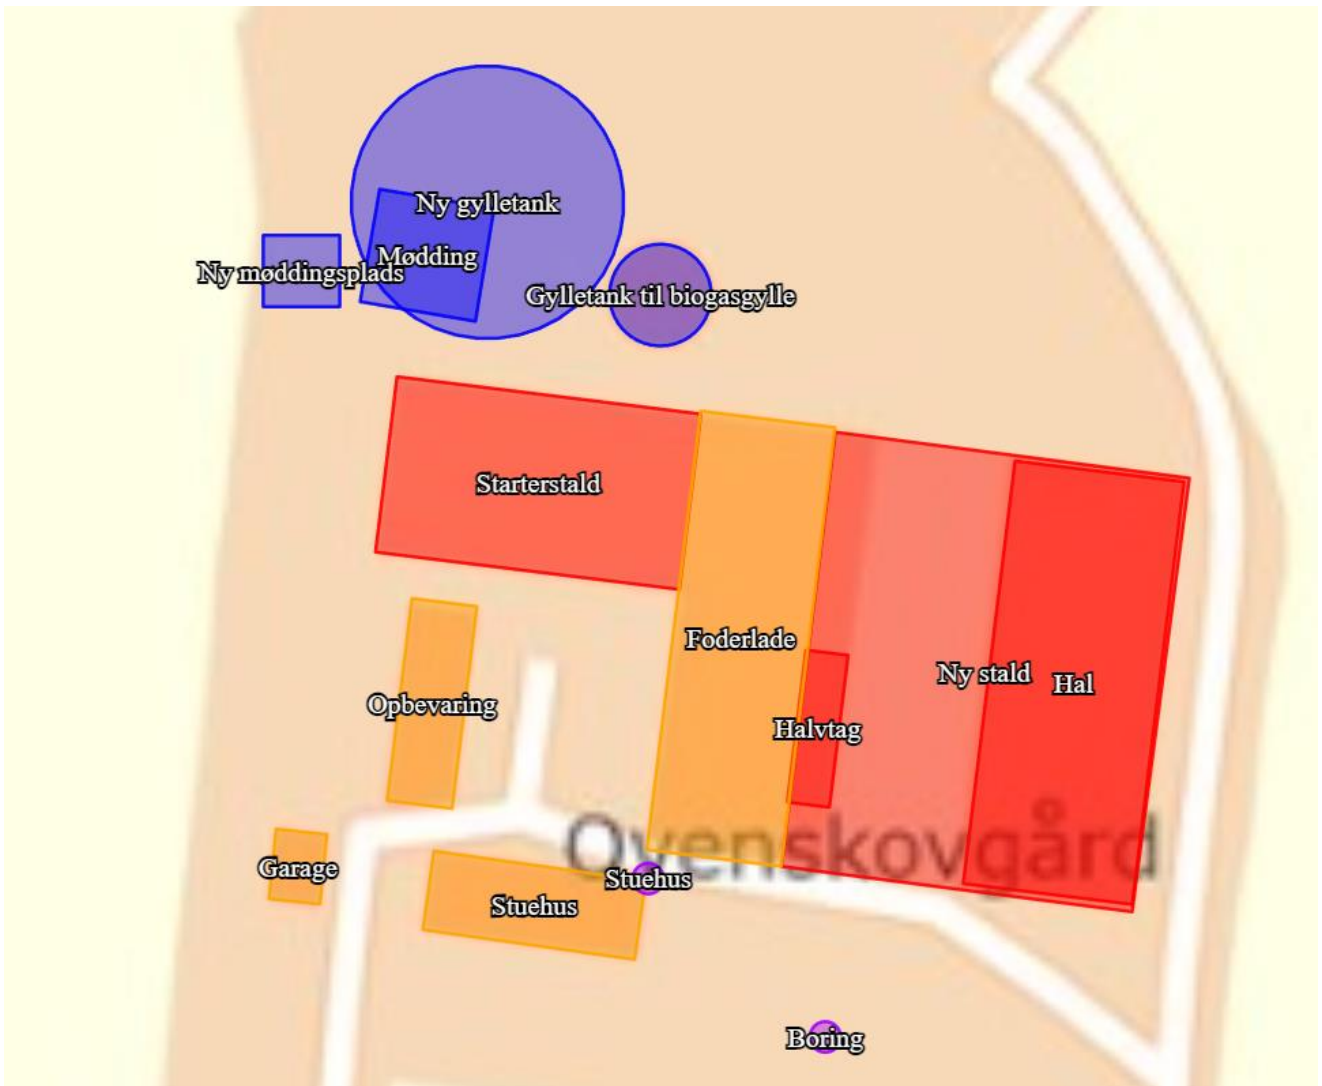 Ny gylletank
Mødding
Ny møddingsplads
Gylletank til biogasgylle
Starterstald
Foderlade
Ny stald
Hal
Opbevaring
Halvtag
Ovenskovgård
Garage
Stuehus
Stuehus
Boring